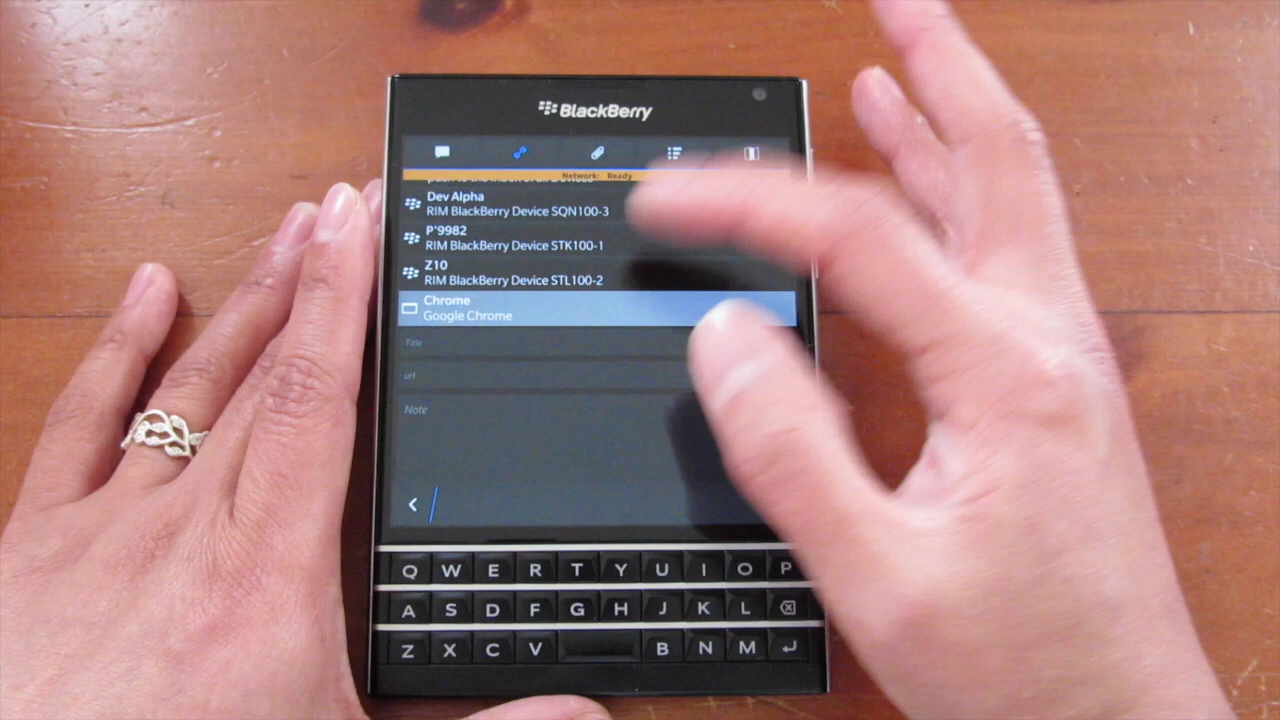 BlackBerry
Network: Ready
Dev Alpha
RIM BlackBerry Device SQN100-3
P'9982
RIM BlackBerry Device STK100-1
Z10
RIM BlackBerry Device STL100-2
Chrome
Google Chrome
Title
url
Note
Q W E R T Y U I O P
A S D F G H J K L
Z X C V B N M